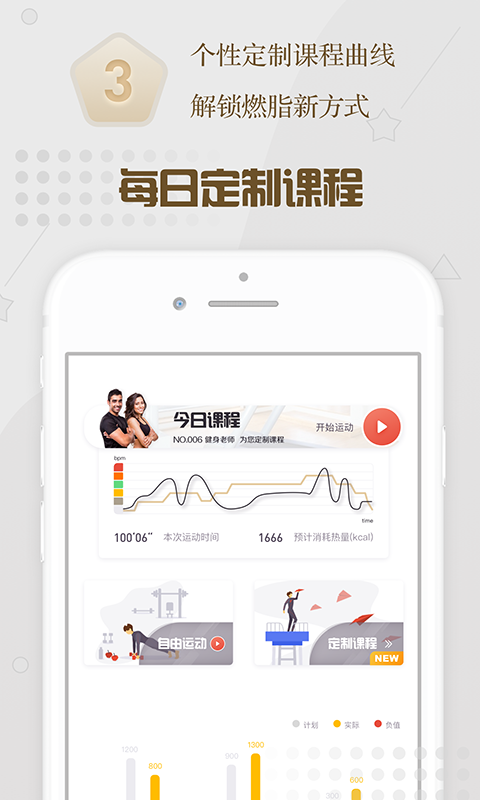 3
个性定制课程曲线
解锁燃脂新方式
每日定制课程
今日课程
NO.006 健身老师 为您定制课程
开始运动
bpm
time
100'06" 本次运动时间
1666 预计消耗热量(kcal)
自由运动
定制课程
NEW
计划 实际 负值
1200
800
900
1300
300
600